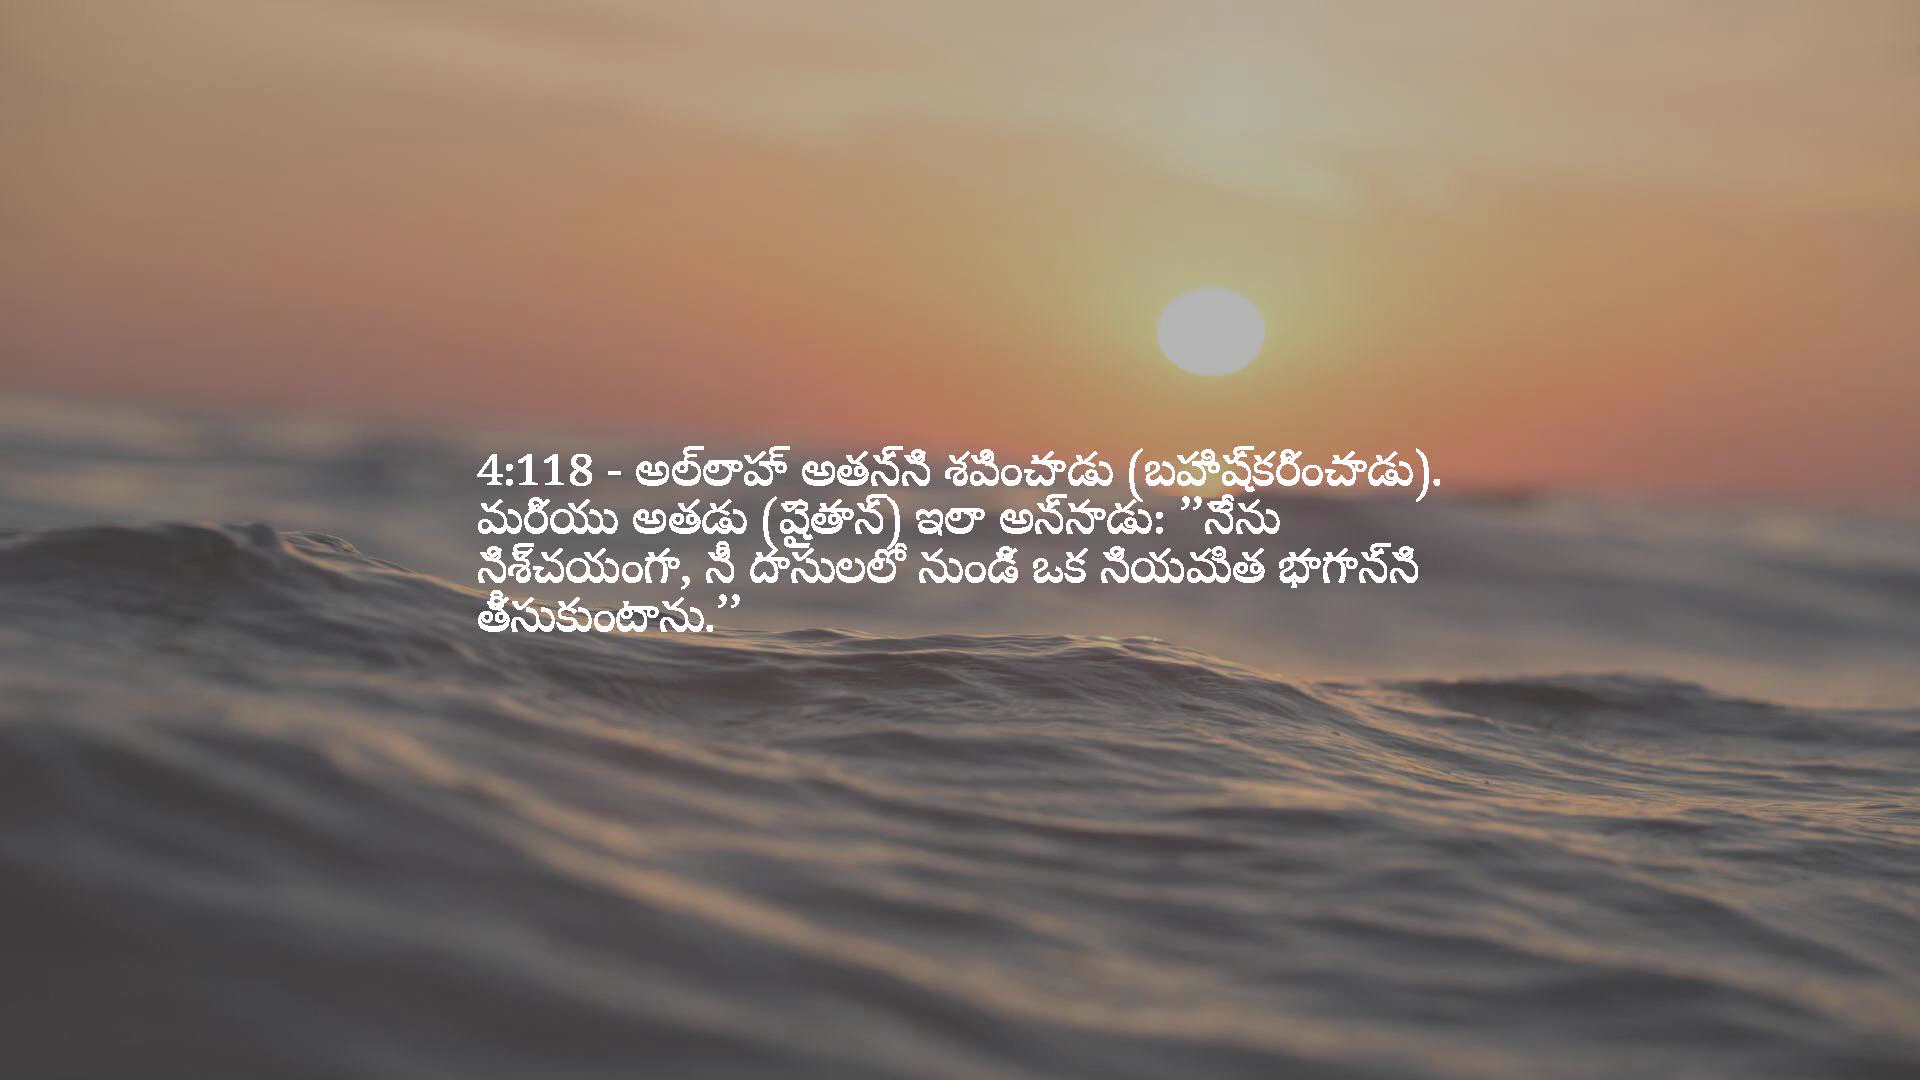 4:118 - అల్‌లాహ్ అతన్‌ని శపించాడు (బహిష్‌కరించాడు).
మరియు అతడు (షైతాన్) ఇలా అన్‌నాడు: ”నేను
నిశ్‌చయంగా, నీ దాసులలో నుండి ఒక నియమిత భాగాన్‌ని
తీసుకుంటాను.’’